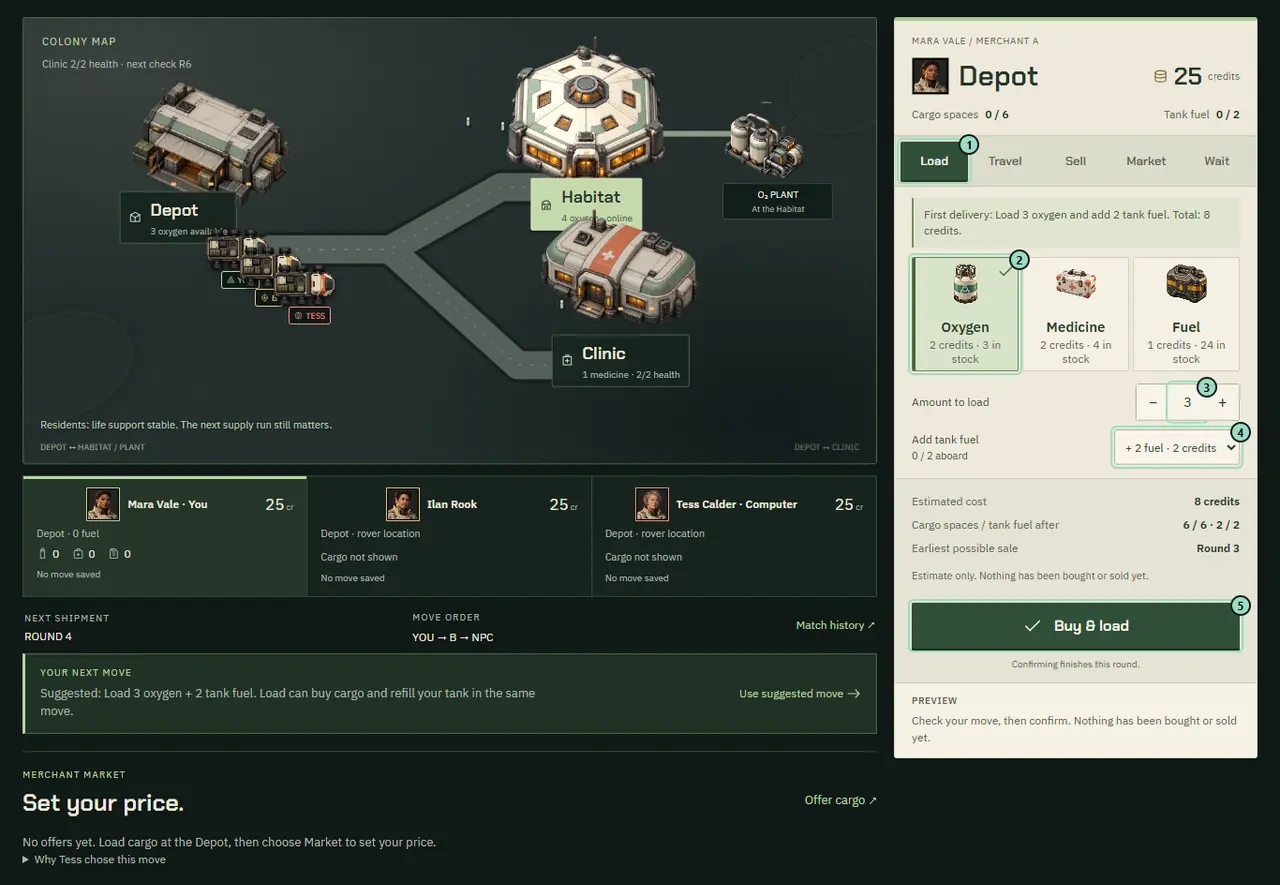 COLONY MAP
Clinic 2/2 health · next check R6
Depot
3 oxygen
Habitat
4 online
O₂ PLANT
At the Habitat
TESS
Clinic
1 medicine · 2/2 health
Residents: life support stable. The next supply run still matters.
DEPOT ↔ HABITAT / PLANT
DEPOT ↔ CLINIC
Mara Vale · You
25 cr
Depot · 0 fuel
0 0 0
No move saved
Ilan Rook
25 cr
Depot · rover location
Cargo not shown
No move saved
Tess Calder · Computer
25 cr
Depot · rover location
Cargo not shown
No move saved
NEXT SHIPMENT
ROUND 4
MOVE ORDER
YOU → B → NPC
Match history ↗
YOUR NEXT MOVE
Suggested: Load 3 oxygen + 2 tank fuel. Load can buy cargo and refill your tank in the same
move.
Use suggested move →
MERCHANT MARKET
Set your price.
Offer cargo ↗
No offers yet. Load cargo at the Depot, then choose Market to set your price.
▶ Why Tess chose this move
MARA VALE / MERCHANT A
Depot
25 credits
Cargo spaces 0 / 6
Tank fuel 0 / 2
1
Load
Travel
Sell
Market
Wait
First delivery: Load 3 oxygen and add 2 tank fuel. Total: 8
credits.
2
Oxygen
2 credits · 3 in
stock
Medicine
2 credits · 4 in
stock
Fuel
1 credits · 24 in
stock
3
Amount to load
− 3 +
4
Add tank fuel
0 / 2 aboard
+ 2 fuel · 2 credits
Estimated cost
8 credits
Cargo spaces / tank fuel after
6 / 6 · 2 / 2
Earliest possible sale
Round 3
Estimate only. Nothing has been bought or sold yet.
5
Buy & load
Confirming finishes this round.
PREVIEW
Check your move, then confirm. Nothing has been bought or sold
yet.